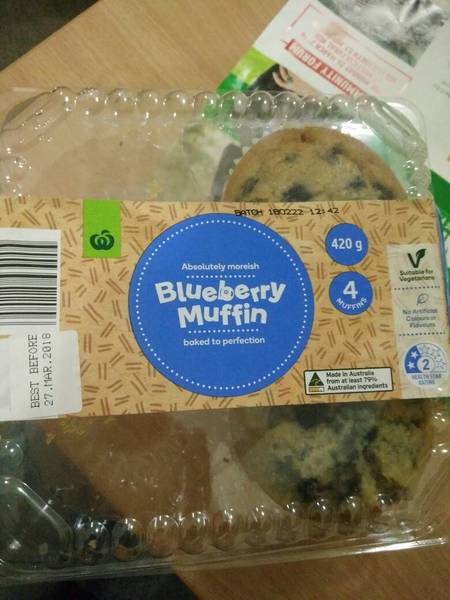 MMUNITY FORUM
BATCH 180222 12:42
420 g
Absolutely moreish
Blueberry
Muffin
baked to perfection
4
MUFFINS
Suitable for
Vegetarians
No Artificial
Colours or
Flavours
2
HEALTH STAR
RATING
Made in Australia
from at least 79%
Australian ingredients
BEST BEFORE
27.MAR.2018